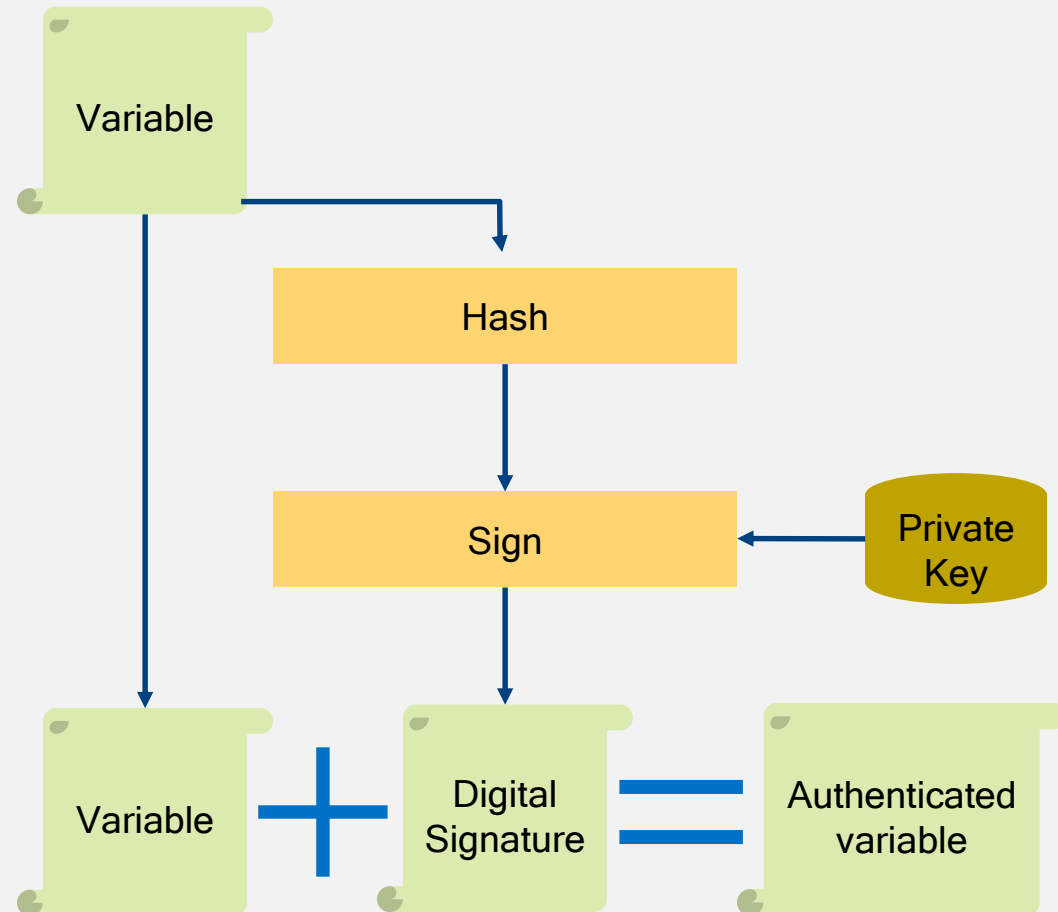 Variable
Hash
Sign
Private
Key
Variable
Digital
Signature
Authenticated
variable